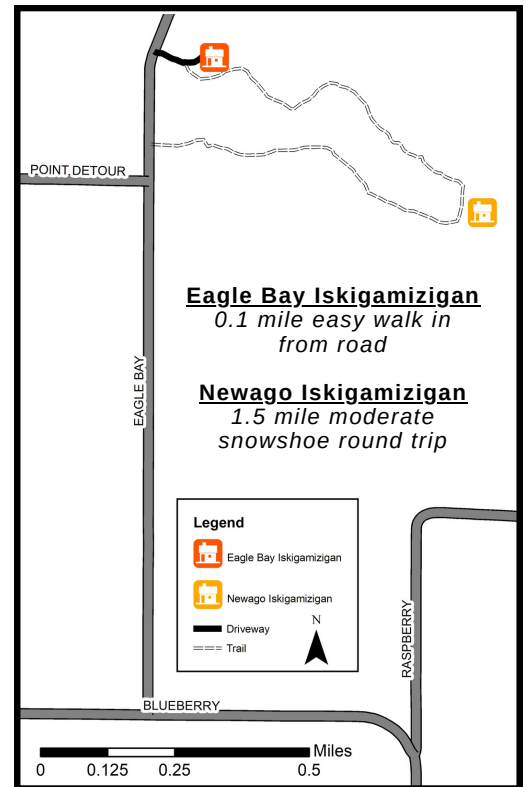 POINT DETOUR
Eagle Bay Iskigamizigan
0.1 mile easy walk in
from road
EAGLE BAY
Newago Iskigamizigan
1.5 mile moderate
snowshoe round trip
Legend
Eagle Bay Iskigamizigan
Newago Iskigamizigan
Driveway
Trail
N
RASPBERRY
BLUEBERRY
Miles
0 0.125 0.25 0.5